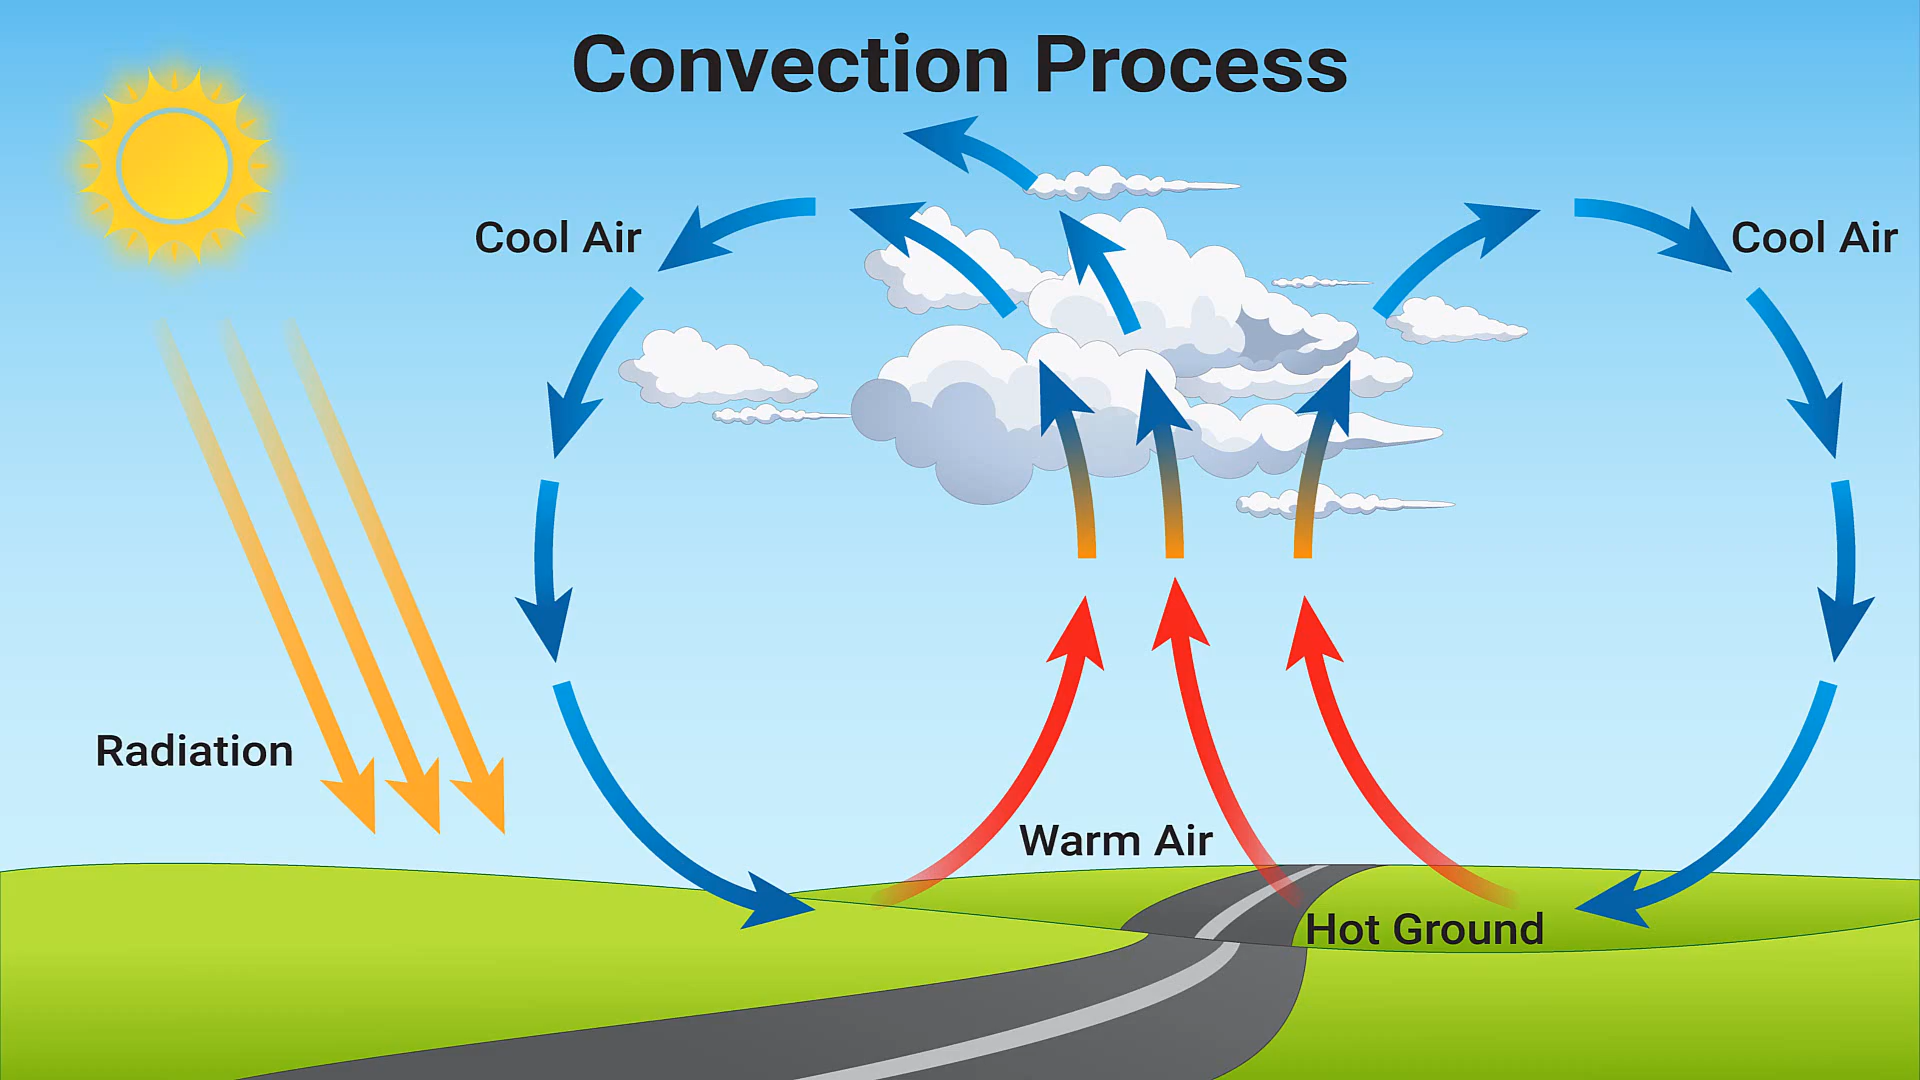 Convection Process
Cool Air
Cool Air
Radiation
Warm Air
Hot Ground